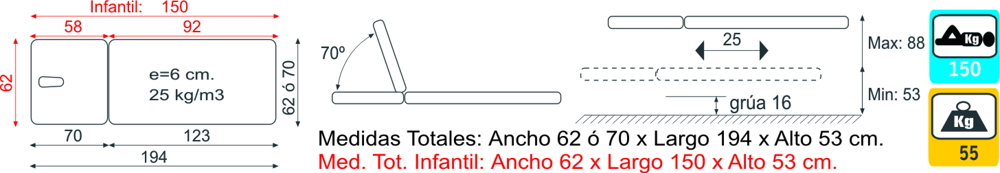 Infantil: 150
58
92
62
e=6 cm.
25 kg/m3
62 ó 70
70
123
194
70º
25
Max: 88
Min: 53
grúa 16
Medidas Totales: Ancho 62 ó 70 x Largo 194 x Alto 53 cm.
Med. Tot. Infantil: Ancho 62 x Largo 150 x Alto 53 cm.
Kg
150
Kg
55